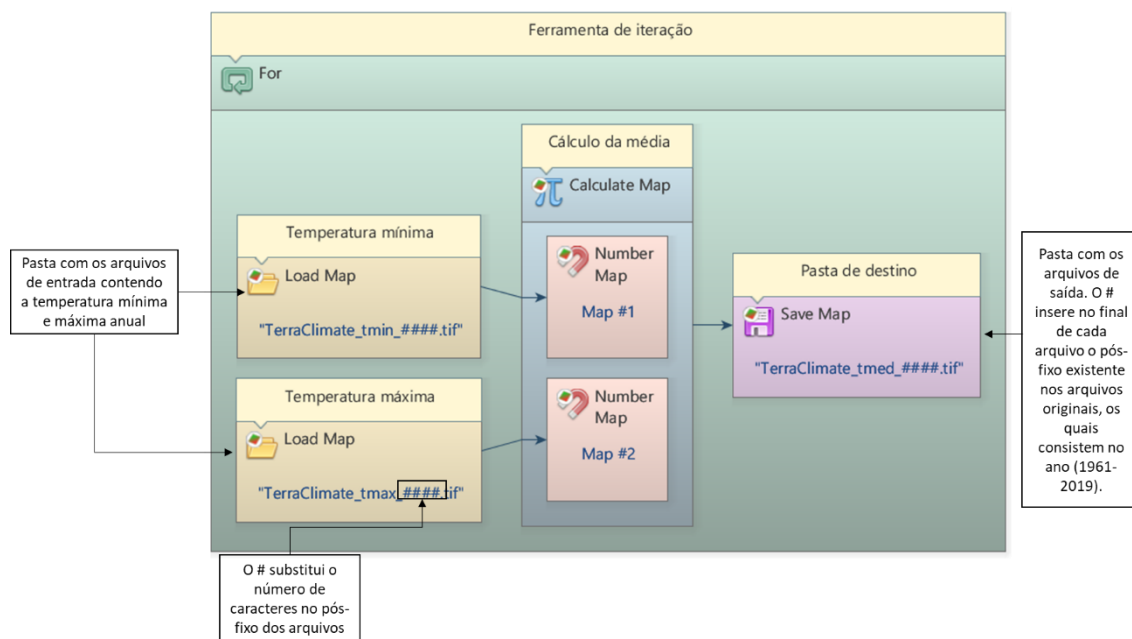 Ferramenta de iteração
For
Cálculo da média
Calculate Map
Temperatura mínima
Load Map
"TerraClimate_tmin_####.tif"
Number
Map
Map #1
Temperatura máxima
Load Map
"TerraClimate_tmax_####.tif"
Number
Map
Map #2
Pasta de destino
Save Map
"TerraClimate_tmed_####.tif"
Pasta com os arquivos
de entrada contendo
a temperatura mínima
e máxima anual
O # substitui o
número de
caracteres no pós-
fixo dos arquivos
Pasta com os
arquivos de
saída. O #
insere no final
de cada
arquivo o pós-
fixo existente
nos arquivos
originais, os
quais
consistem no
ano (1961-
2019).